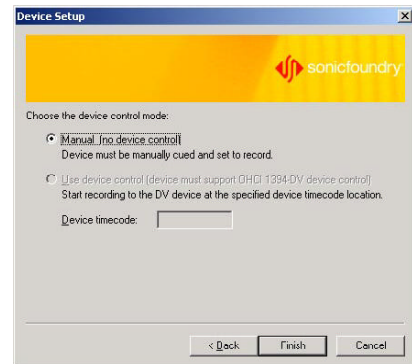 Device Setup
sonicfoundry
Choose the device control mode:
Manual (no device control)
Device must be manually cued and set to record.
Use device control (device must support OHCI 1394-DV device control)
Start recording to the DV device at the specified device timecode location.
Device timecode:
< Back Finish Cancel